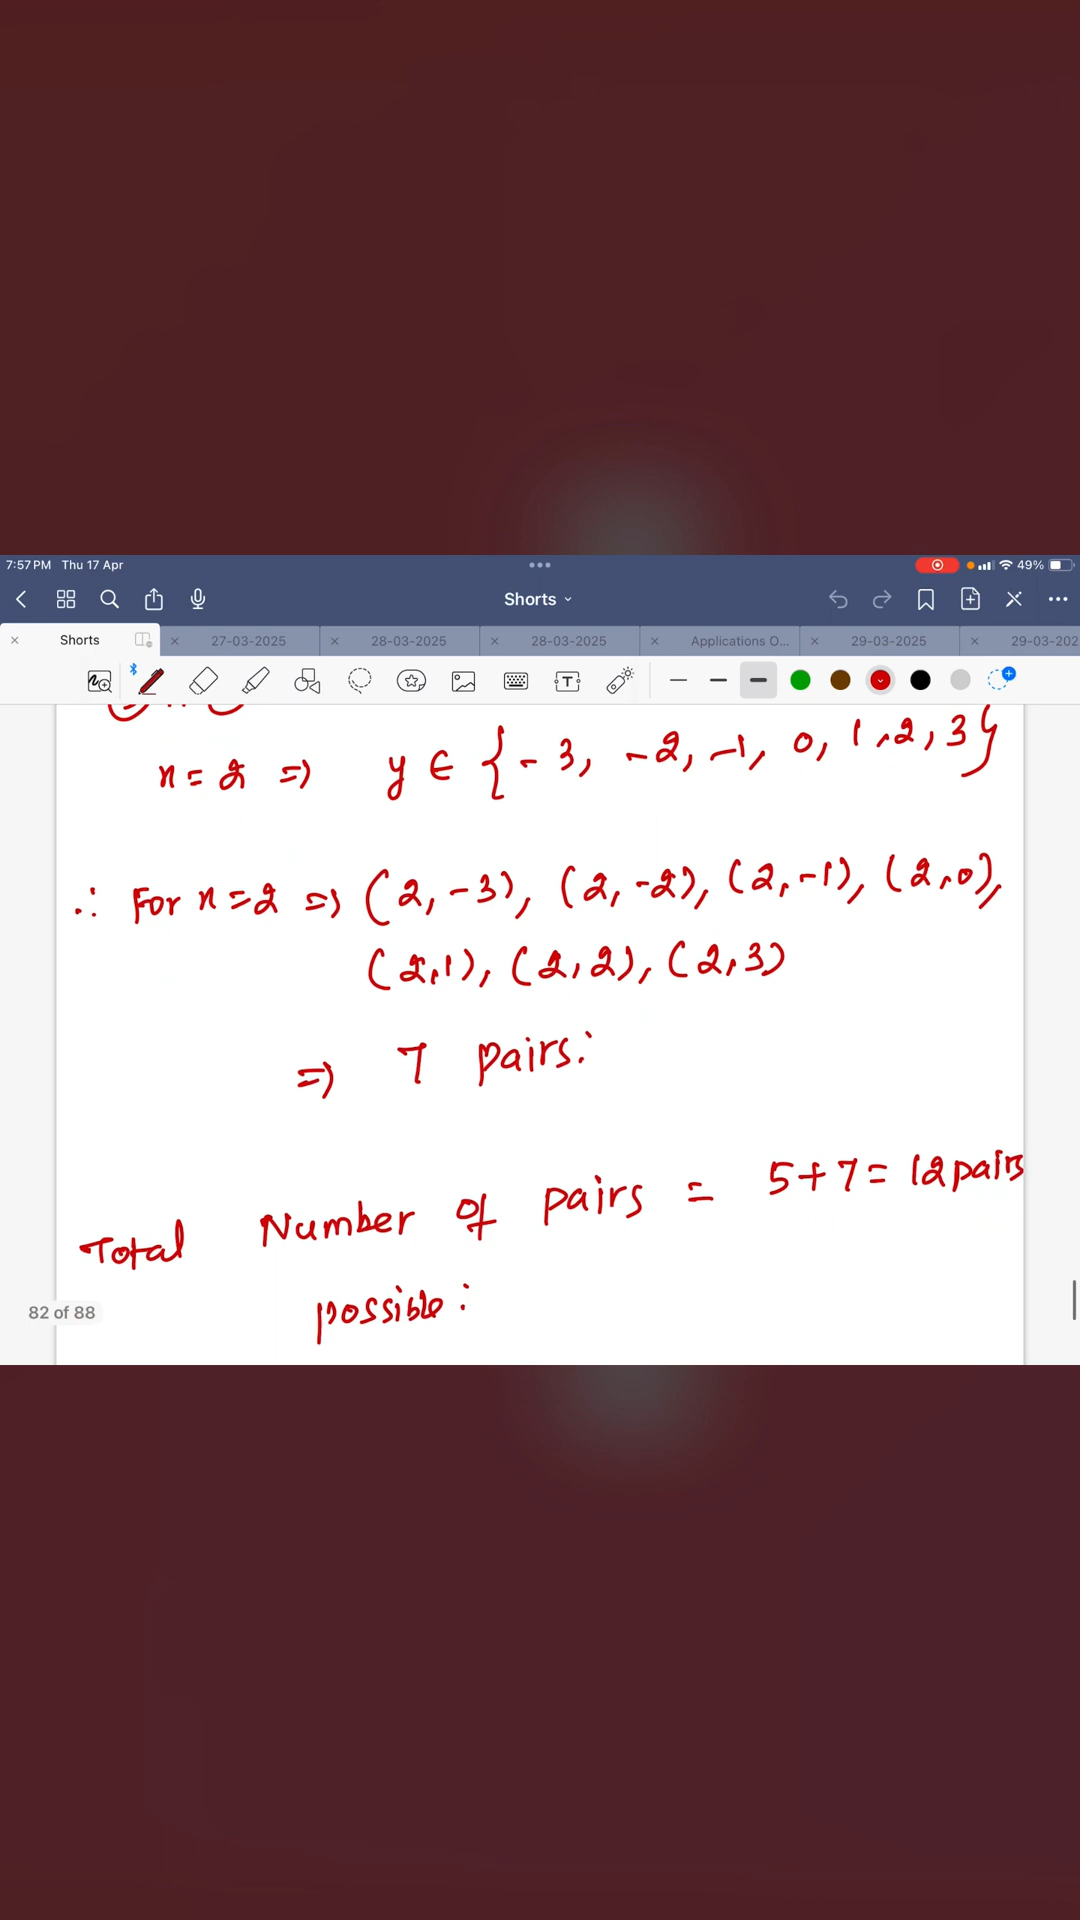 7:57 PM Thu 17 Apr
49%
Shorts
Shorts
27-03-2025
28-03-2025
28-03-2025
Applications O...
29-03-2025
29-03-202
x = 2 ⇒ y ∈ {-3, -2, -1, 0, 1, 2, 3}
∴ For x = 2 ⇒ (2, -3), (2, -2), (2, -1), (2, 0),
(2, 1), (2, 2), (2, 3)
⇒ 7 pairs.
Total Number of pairs = 5+7 = 12 pairs
possible:
82 of 88